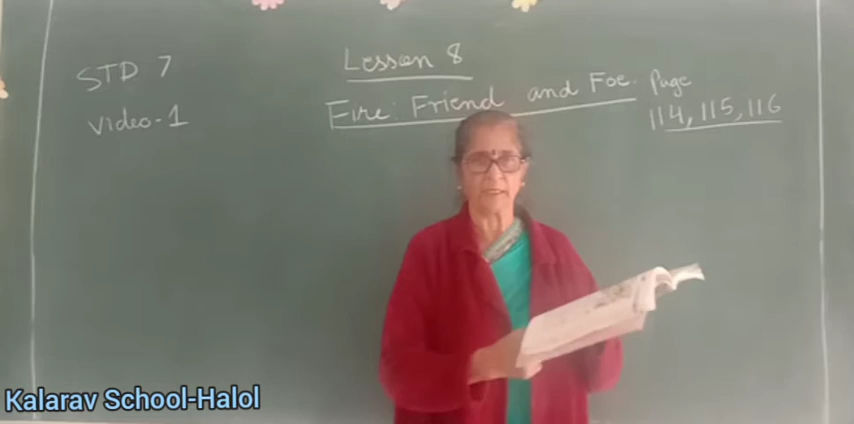 STD 7
Video-1
Lesson 8
Fire: Friend and Foe.
Page
114, 115, 116
Kalarav School-Halol